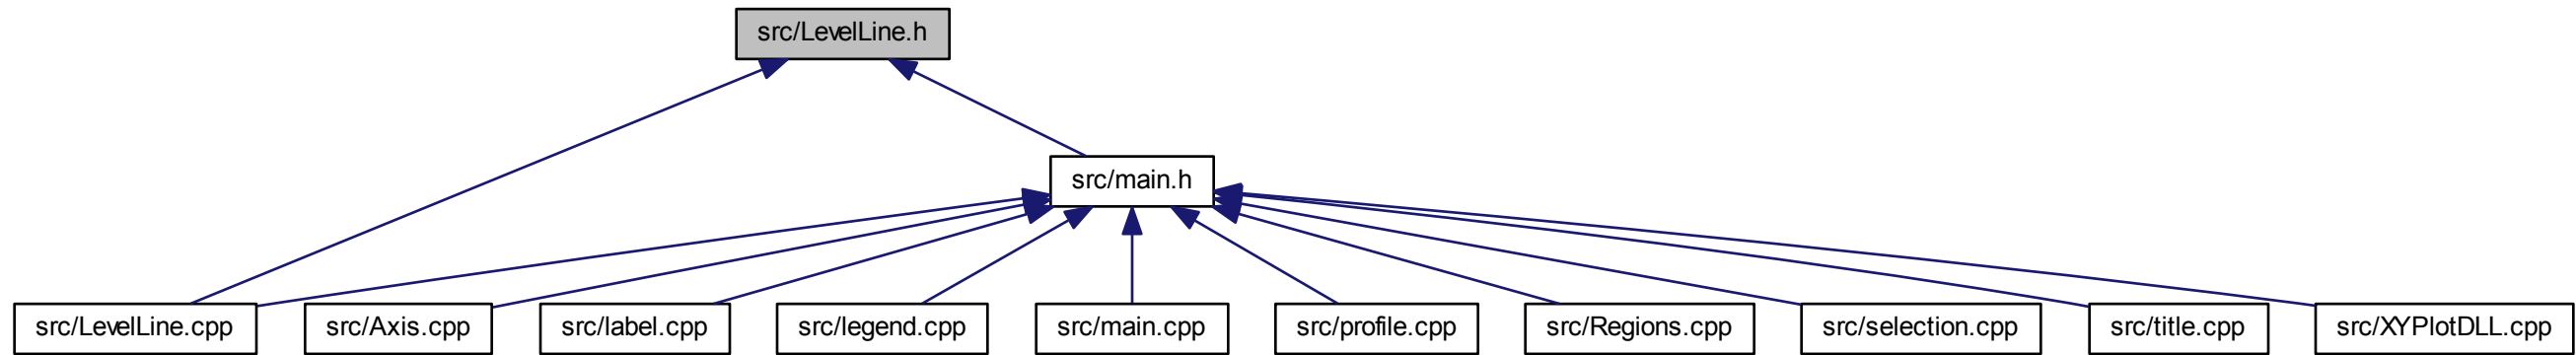 src/LevelLine.h
src/main.h
src/LevelLine.cpp
src/Axis.cpp
src/label.cpp
src/legend.cpp
src/main.cpp
src/profile.cpp
src/Regions.cpp
src/selection.cpp
src/title.cpp
src/XYPlotDLL.cpp